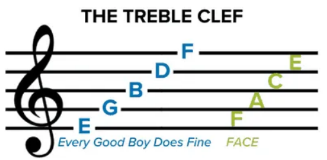 THE TREBLE CLEF
F
D
B
G
E
E
C
A
F
Every Good Boy Does Fine
FACE